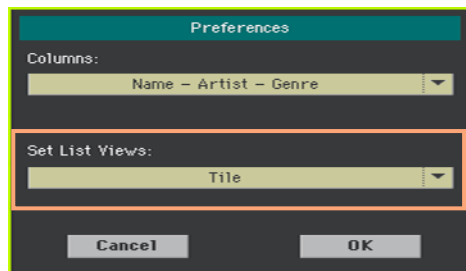 Preferences
Columns:
Name – Artist – Genre
Set List Views:
Tile
Cancel OK